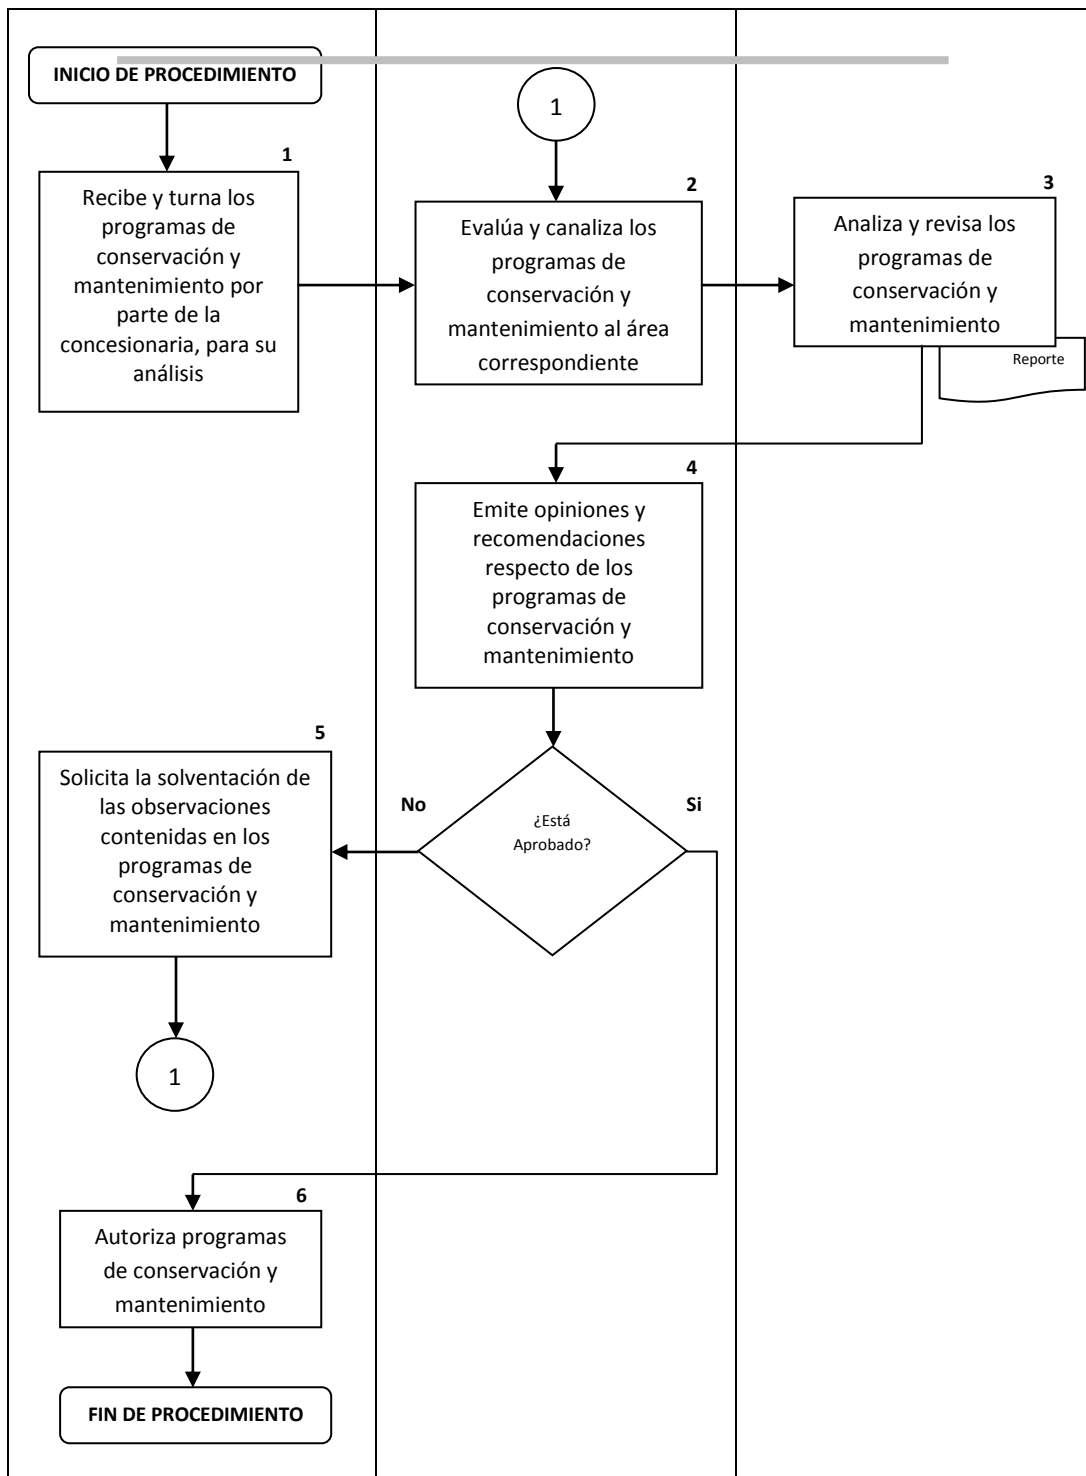 INICIO DE PROCEDIMIENTO
1
Recibe y turna los
programas de
conservación y
mantenimiento por
parte de la
concesionaria, para su
análisis
1
2
Evalúa y canaliza los
programas de
conservación y
mantenimiento al área
correspondiente
3
Analiza y revisa los
programas de
conservación y
mantenimiento
Reporte
4
Emite opiniones y
recomendaciones
respecto de los
programas de
conservación y
mantenimiento
5
Solicita la solventación de
las observaciones
contenidas en los
programas de
conservación y
mantenimiento
No
¿Está
Aprobado?
Si
1
6
Autoriza programas
de conservación y
mantenimiento
FIN DE PROCEDIMIENTO